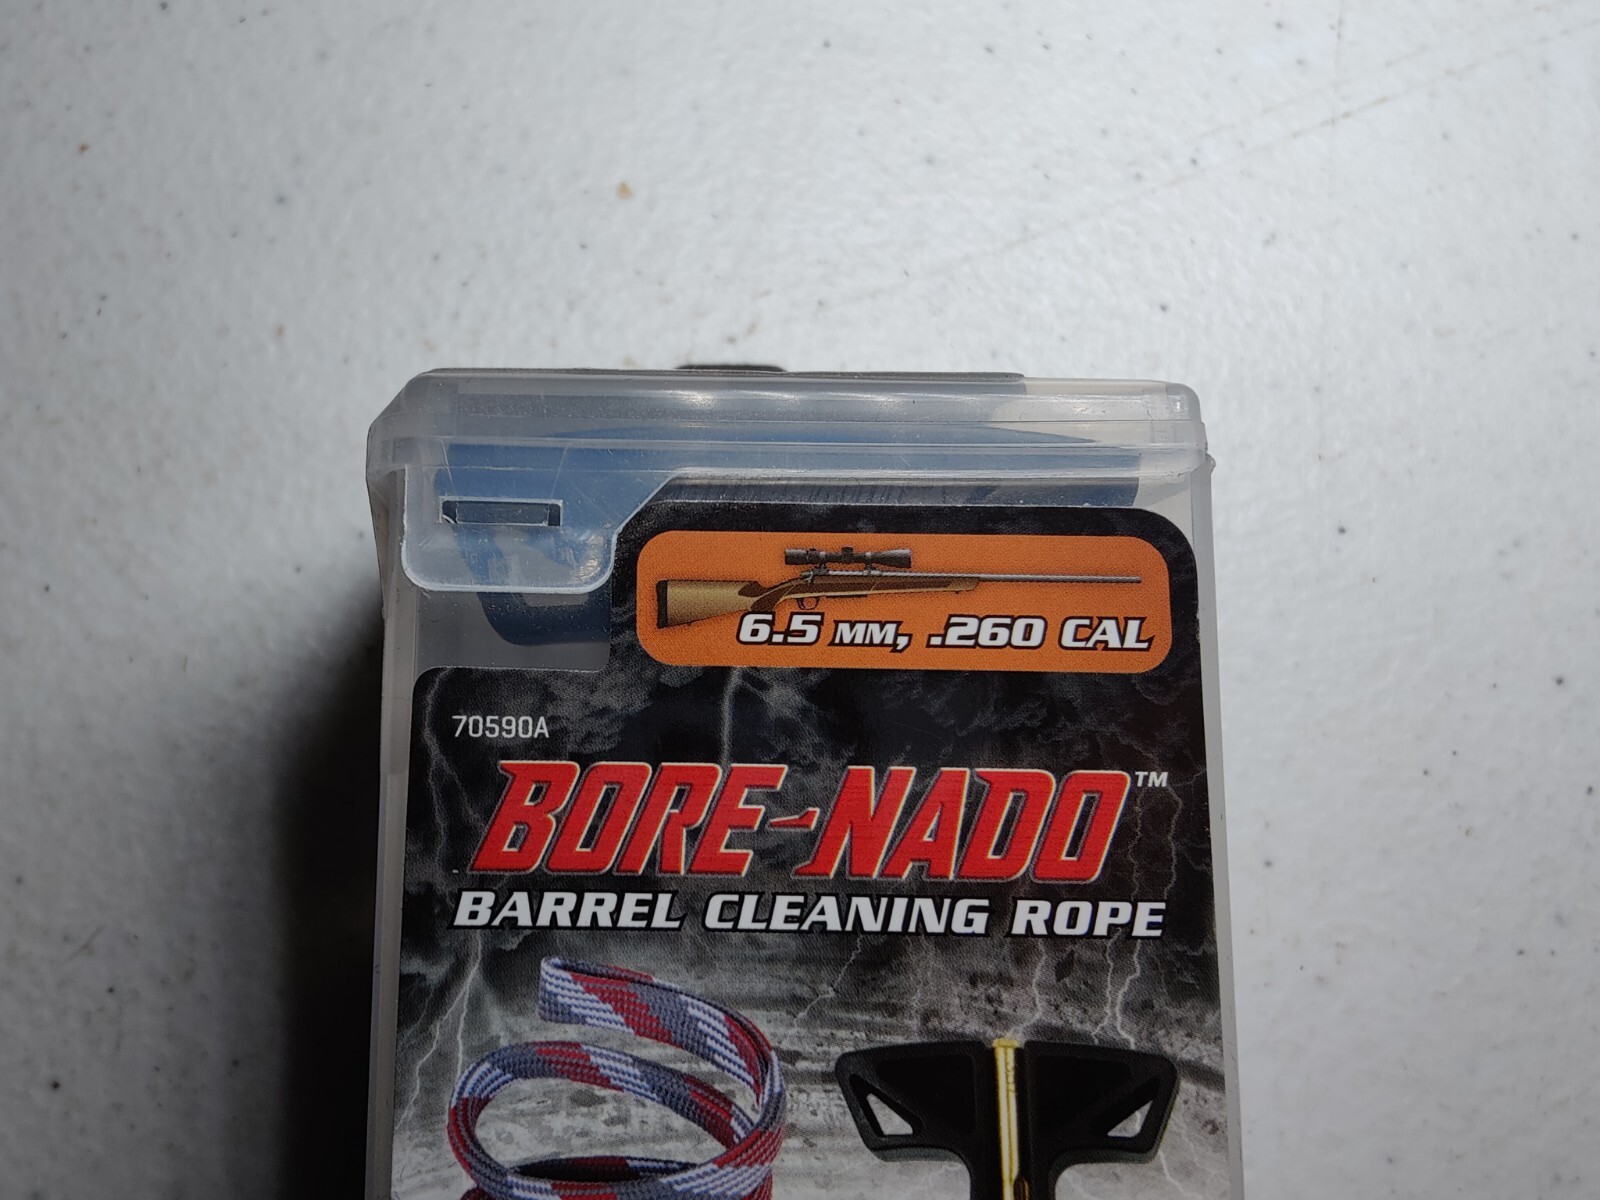 6.5 MM, .260 CAL
70590A
BORE-NADO™
BARREL CLEANING ROPE